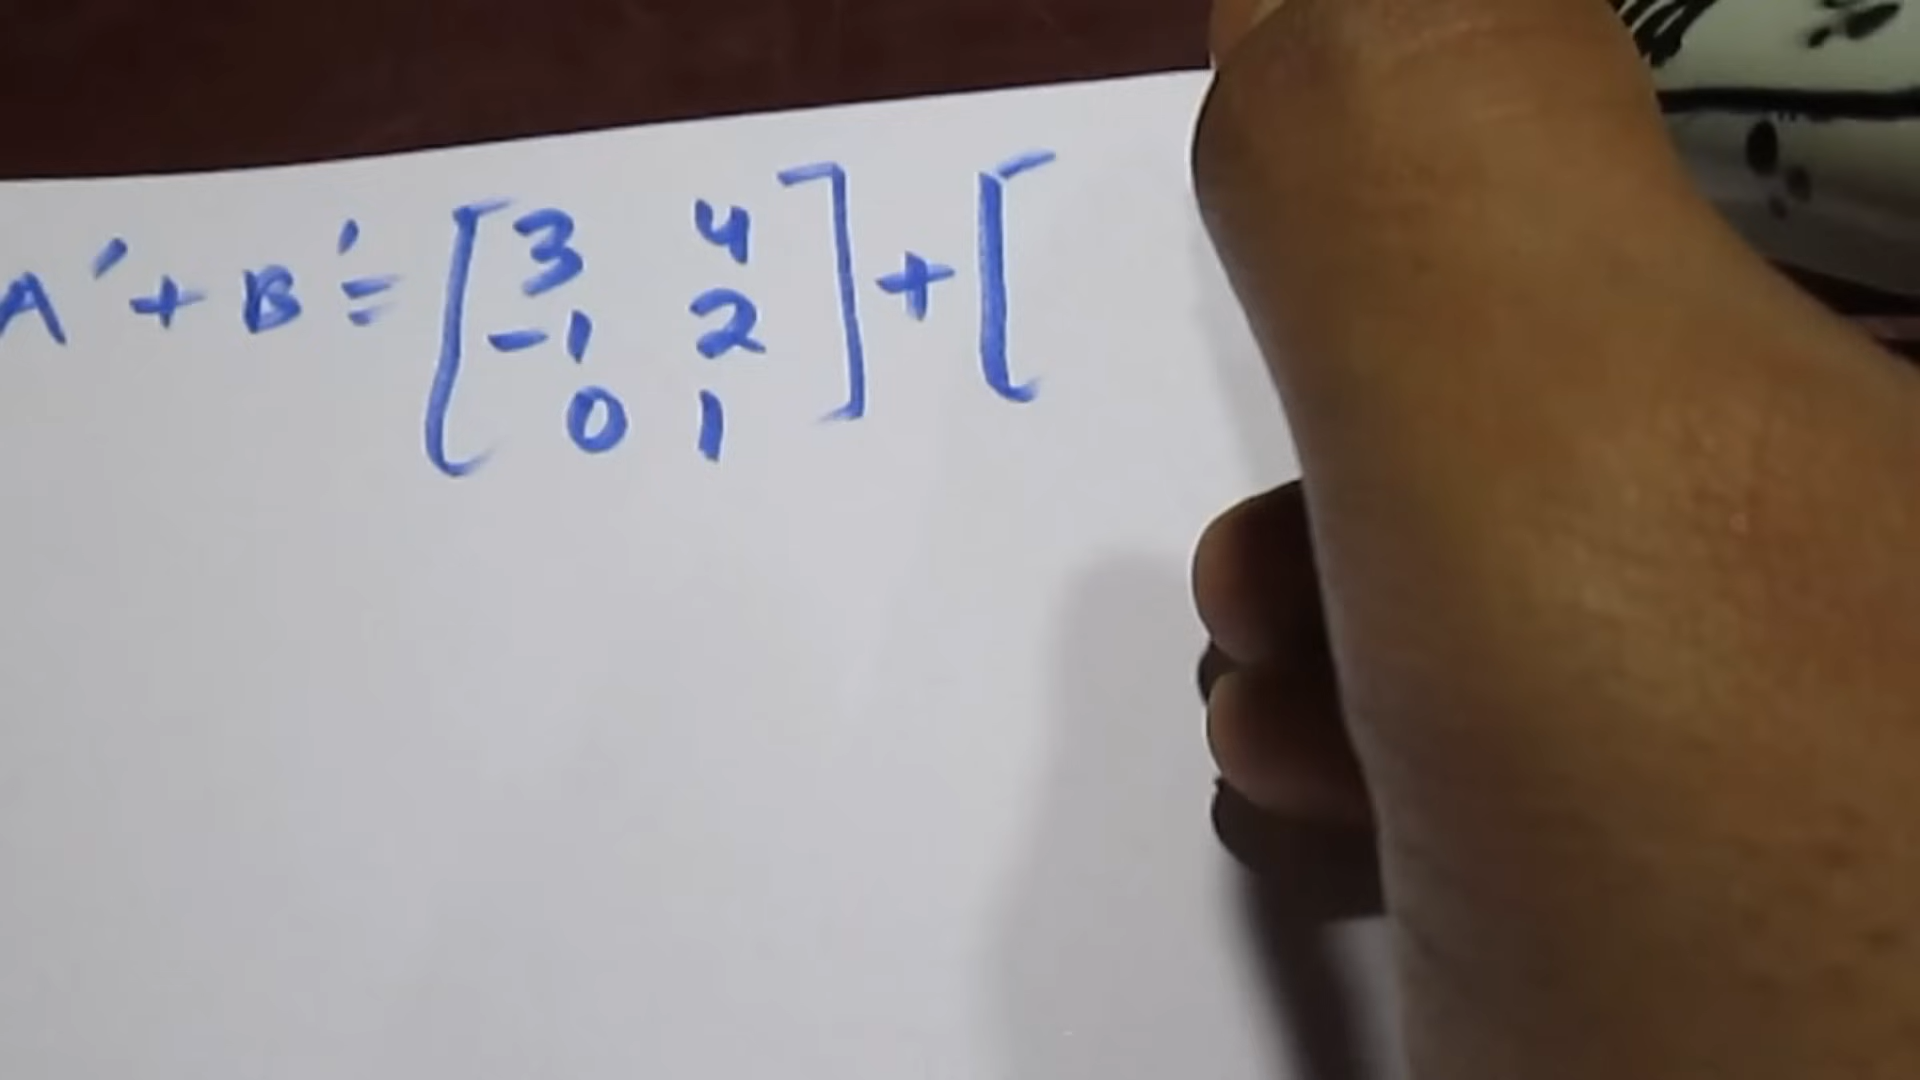 A' + B' = [ 3 4 ] + [
-1 2
0 1